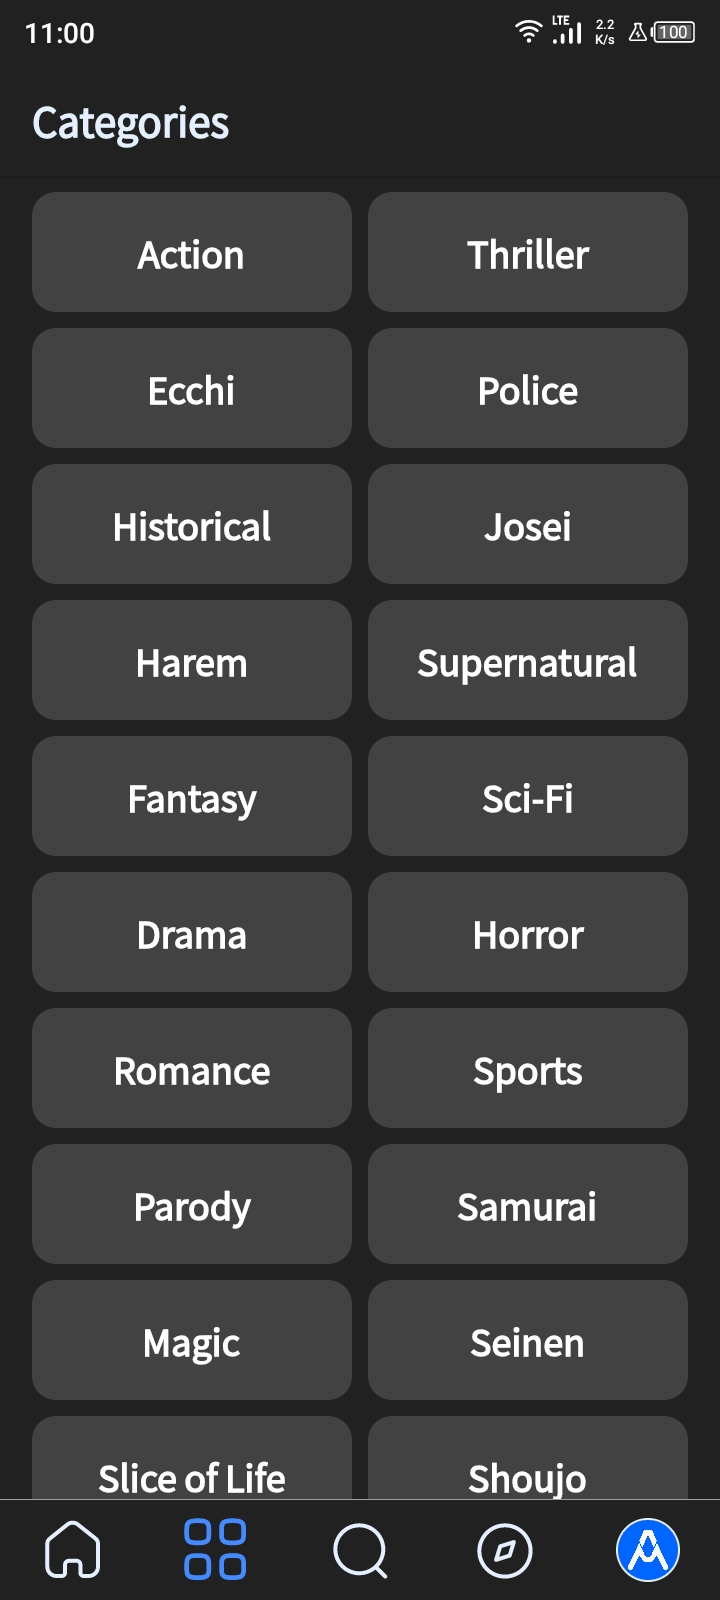 11:00 LTE 2.2 K/s 100
Categories
Action Thriller
Ecchi Police
Historical Josei
Harem Supernatural
Fantasy Sci-Fi
Drama Horror
Romance Sports
Parody Samurai
Magic Seinen
Slice of Life Shoujo